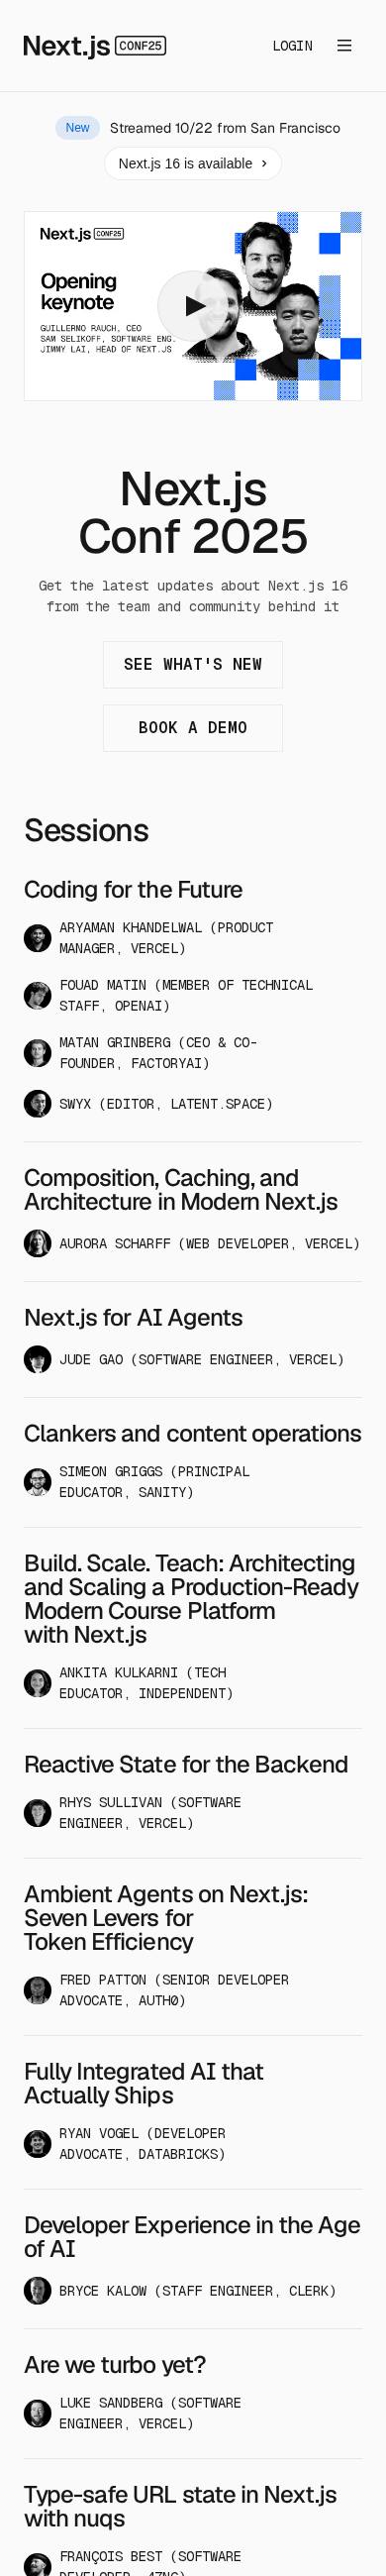 Next.js CONF25
LOGIN
New Streamed 10/22 from San Francisco
Next.js 16 is available
Next.js CONF25
Opening
keynote
GUILLERMO RAUCH, CEO
SAM SELIKOFF, SOFTWARE ENG.
JIMMY LAI, HEAD OF NEXT.JS
Next.js
Conf 2025
Get the latest updates about Next.js 16
from the team and community behind it
SEE WHAT'S NEW
BOOK A DEMO
Sessions
Coding for the Future
ARYAMAN KHANDELWAL (PRODUCT
MANAGER, VERCEL)
FOUAD MATIN (MEMBER OF TECHNICAL
STAFF, OPENAI)
MATAN GRINBERG (CEO & CO-
FOUNDER, FACTORYAI)
SWYX (EDITOR, LATENT.SPACE)
Composition, Caching, and
Architecture in Modern Next.js
AURORA SCHARFF (WEB DEVELOPER, VERCEL)
Next.js for AI Agents
JUDE GAO (SOFTWARE ENGINEER, VERCEL)
Clankers and content operations
SIMEON GRIGGS (PRINCIPAL
EDUCATOR, SANITY)
Build. Scale. Teach: Architecting
and Scaling a Production-Ready
Modern Course Platform
with Next.js
ANKITA KULKARNI (TECH
EDUCATOR, INDEPENDENT)
Reactive State for the Backend
RHYS SULLIVAN (SOFTWARE
ENGINEER, VERCEL)
Ambient Agents on Next.js:
Seven Levers for
Token Efficiency
FRED PATTON (SENIOR DEVELOPER
ADVOCATE, AUTH0)
Fully Integrated AI that
Actually Ships
RYAN VOGEL (DEVELOPER
ADVOCATE, DATABRICKS)
Developer Experience in the Age
of AI
BRYCE KALOW (STAFF ENGINEER, CLERK)
Are we turbo yet?
LUKE SANDBERG (SOFTWARE
ENGINEER, VERCEL)
Type-safe URL state in Next.js
with nuqs
FRANÇOIS BEST (SOFTWARE